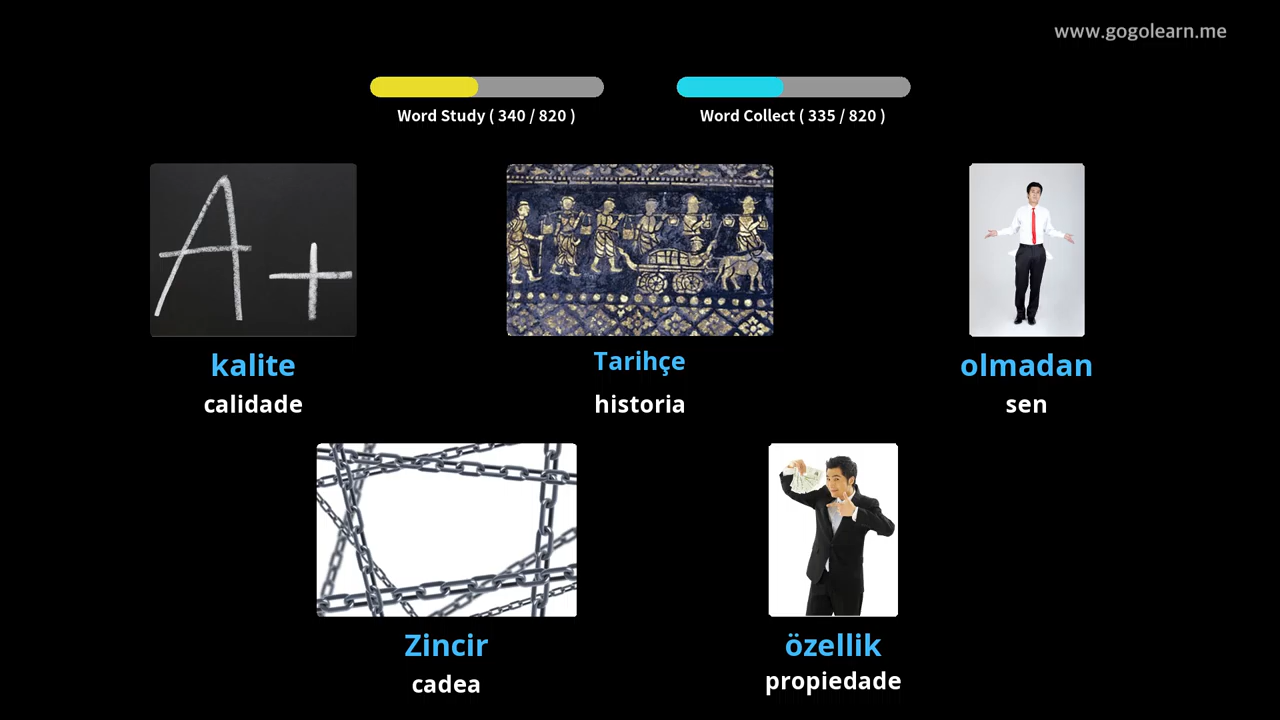 www.gogolearn.me
Word Study ( 340 / 820 )
Word Collect ( 335 / 820 )
A+
kalite
calidade
Tarihçe
historia
olmadan
sen
Zincir
cadea
özellik
propiedade